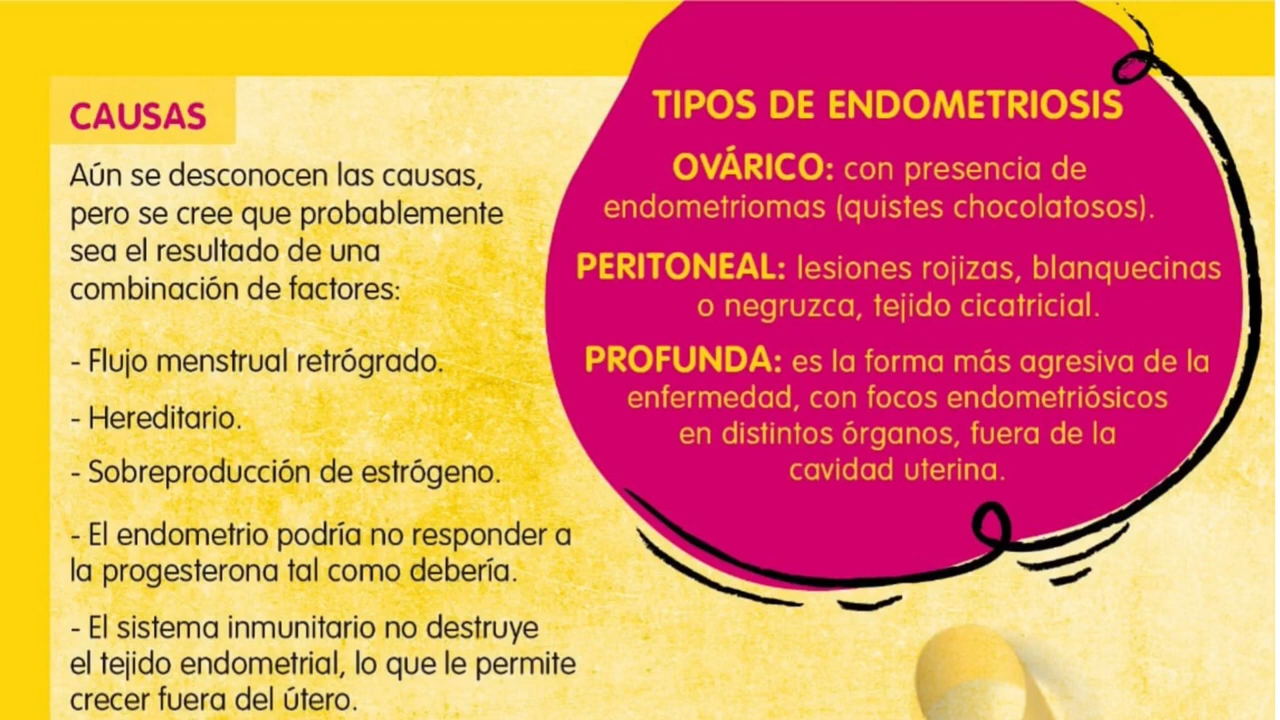 CAUSAS
Aún se desconocen las causas,
pero se cree que probablemente
sea el resultado de una
combinación de factores:
- Flujo menstrual retrógrado.
- Hereditario.
- Sobreproducción de estrógeno.
- El endometrio podría no responder a
la progesterona tal como debería.
- El sistema inmunitario no destruye
el tejido endometrial, lo que le permite
crecer fuera del útero.
TIPOS DE ENDOMETRIOSIS
OVÁRICO: con presencia de
endometriomas (quistes chocolatosos).
PERITONEAL: lesiones rojizas, blanquecinas
o negruzca, tejido cicatricial.
PROFUNDA: es la forma más agresiva de la
enfermedad, con focos endometriósicos
en distintos órganos, fuera de la
cavidad uterina.